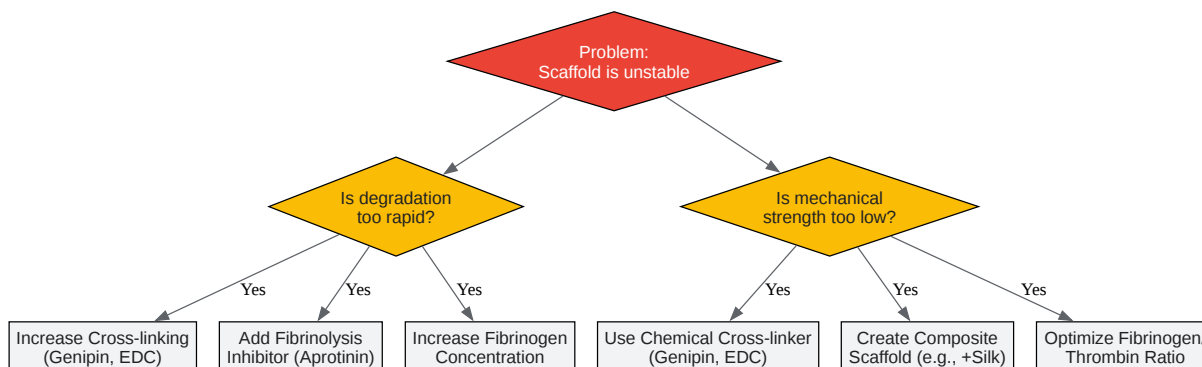 Problem:
Scaffold is unstable
Is degradation
too rapid?
Is mechanical
strength too low?
Yes
Yes
Yes
Yes
Yes
Yes
Increase Cross-linking
(Genipin, EDC)
Add Fibrinolysis
Inhibitor (Aprotinin)
Increase Fibrinogen
Concentration
Use Chemical Cross-linker
(Genipin, EDC)
Create Composite
Scaffold (e.g., +Silk)
Optimize Fibrinogen/
Thrombin Ratio